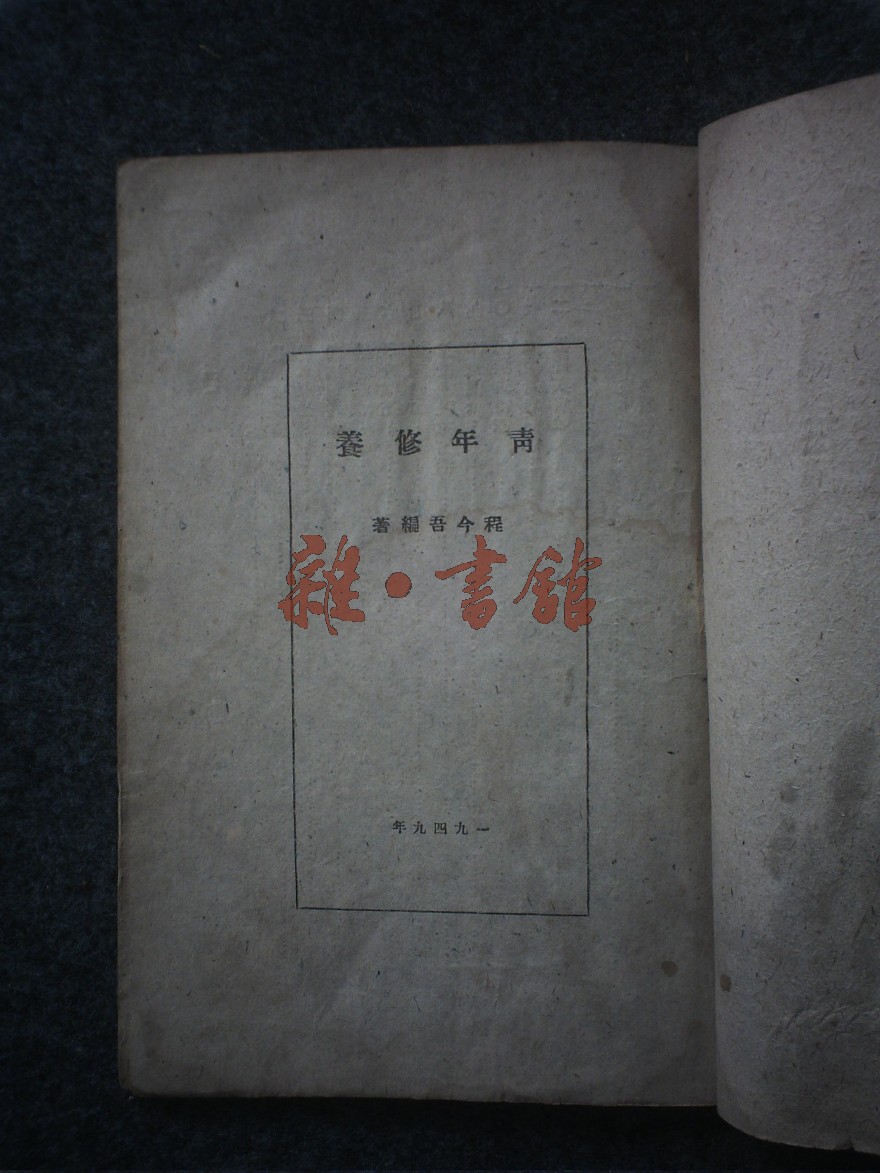 青年修養
程今吾編著
雜·書館
一九四九年